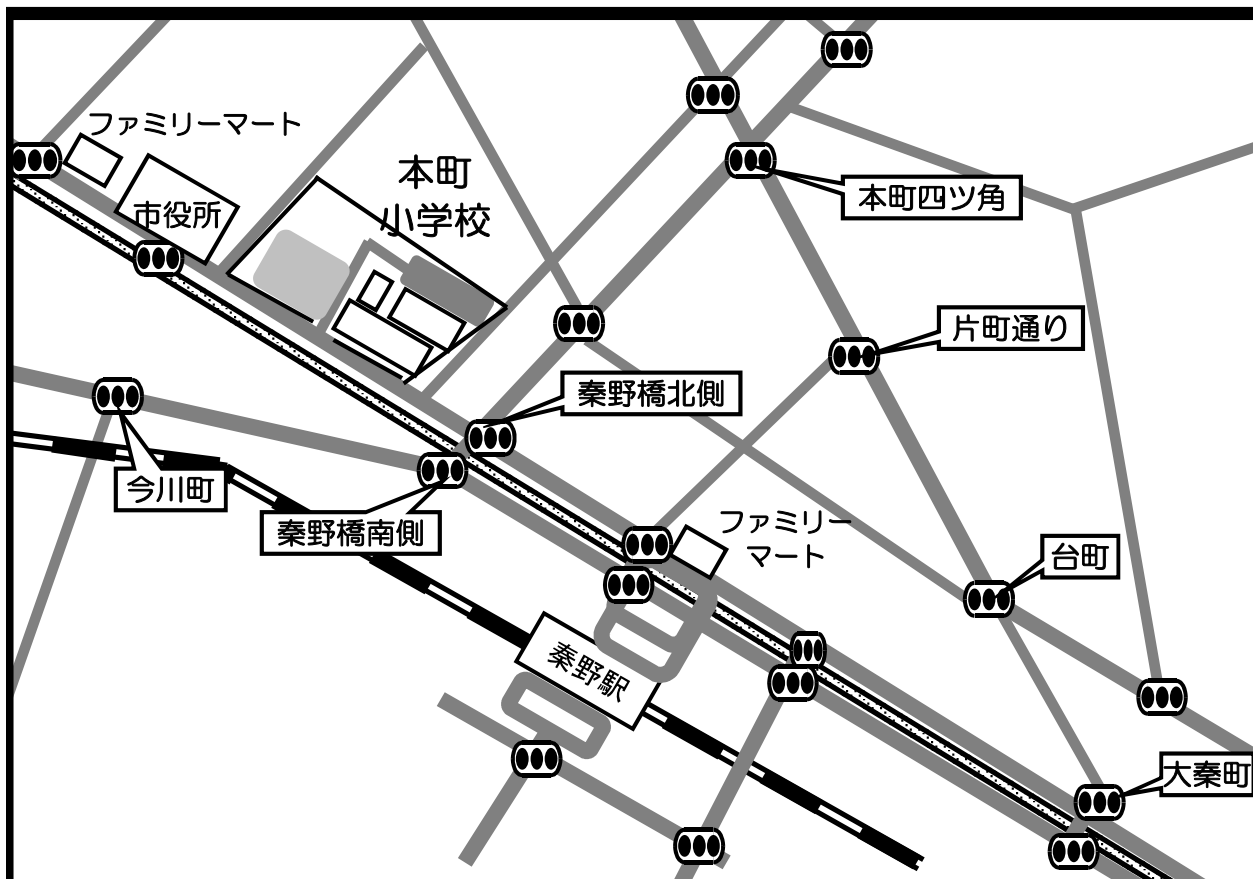 ファミリーマート
本町
小学校
市役所
本町四ツ角
片町通り
秦野橋北側
今川町
秦野橋南側
ファミリー
マート
台町
秦野駅
大秦町